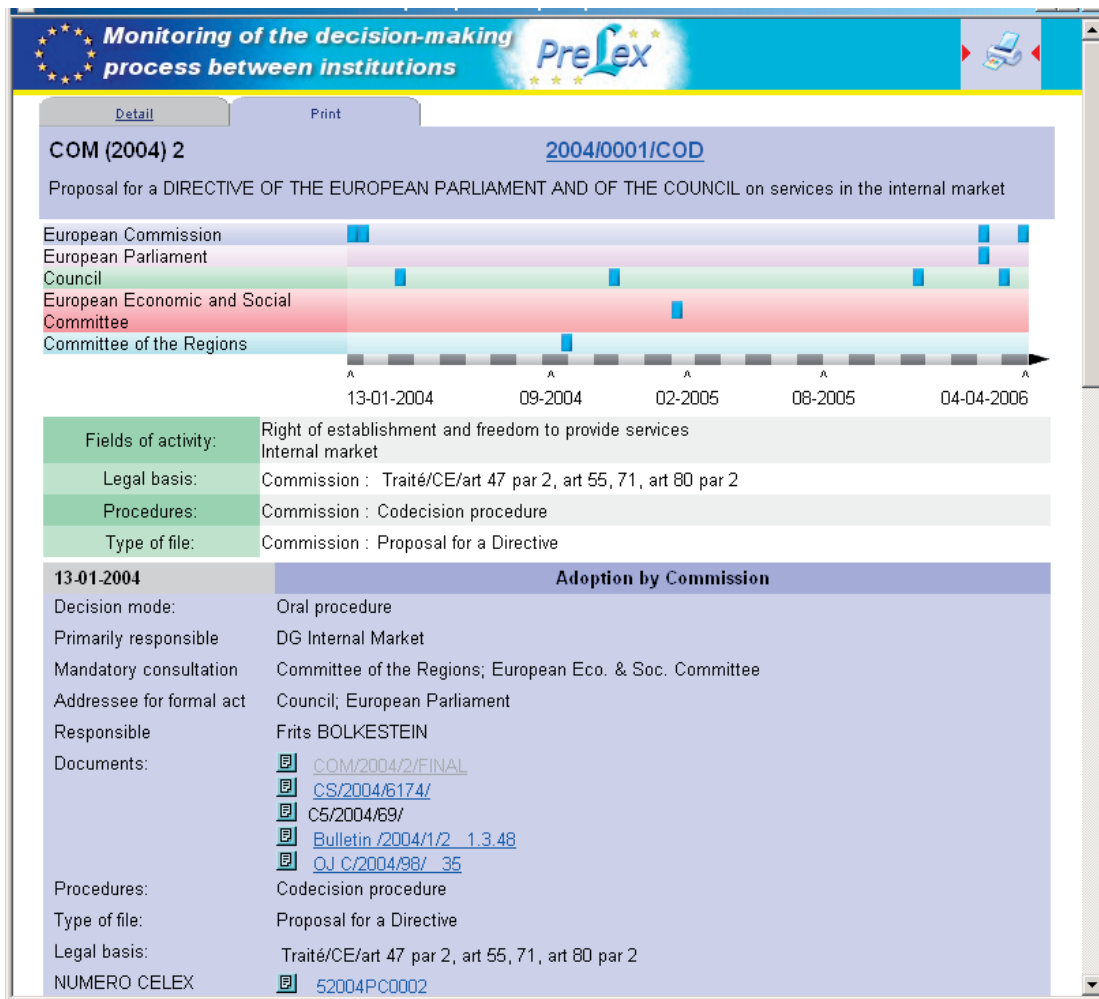 Monitoring of the decision-making
process between institutions
PreLex
Detail
Print
COM (2004) 2
2004/0001/COD
Proposal for a DIRECTIVE OF THE EUROPEAN PARLIAMENT AND OF THE COUNCIL on services in the internal market
European Commission
European Parliament
Council
European Economic and Social
Committee
Committee of the Regions
^ ^ ^ ^ ^
13-01-2004 09-2004 02-2005 08-2005 04-04-2006
Fields of activity: Right of establishment and freedom to provide services
Internal market
Legal basis: Commission : Traité/CE/art 47 par 2, art 55, 71, art 80 par 2
Procedures: Commission : Codecision procedure
Type of file: Commission : Proposal for a Directive
13-01-2004 Adoption by Commission
Decision mode: Oral procedure
Primarily responsible DG Internal Market
Mandatory consultation Committee of the Regions; European Eco. & Soc. Committee
Addressee for formal act Council; European Parliament
Responsible Frits BOLKESTEIN
Documents: COM/2004/2/FINAL
CS/2004/6174/
C5/2004/69/
Bulletin /2004/1/2 1.3.48
OJ C/2004/98/ 35
Procedures: Codecision procedure
Type of file: Proposal for a Directive
Legal basis: Traité/CE/art 47 par 2, art 55, 71, art 80 par 2
NUMERO CELEX 52004PC0002